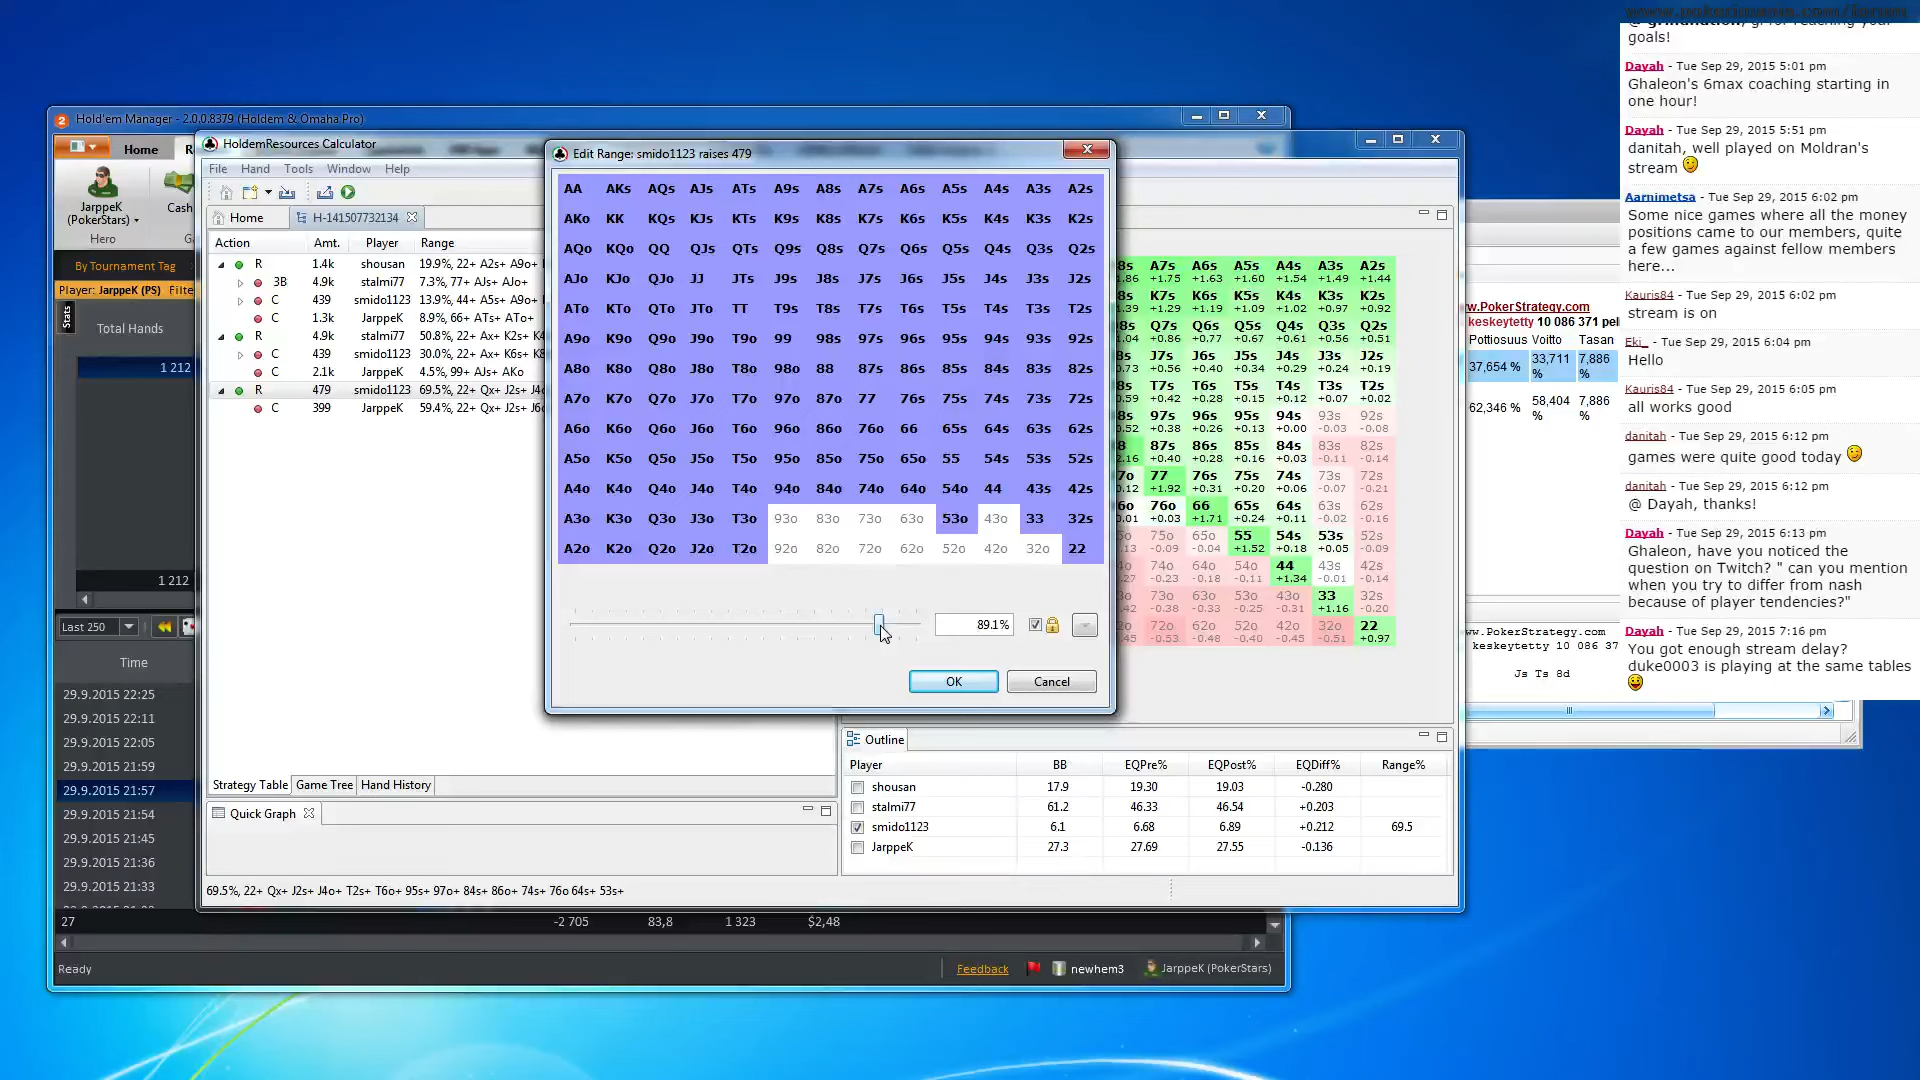 Hold'em Manager - 2.0.0.8379 (Holdem & Omaha Pro)
Home
JarppeK
(PokerStars)
Cash
Hero
By Tournament Tag
Player: JarppeK (PS) Filte
Stats
Total Hands
1 212
1 212
Last 250
Time
29.9.2015 22:25
29.9.2015 22:11
29.9.2015 22:05
29.9.2015 21:59
29.9.2015 21:57
29.9.2015 21:54
29.9.2015 21:45
29.9.2015 21:36
29.9.2015 21:33
27 -2 705 83,8 1 323 $2,48
Ready
Feedback newhem3 JarppeK (PokerStars)
HoldemResources Calculator
File Hand Tools Window Help
Home H-141507732134
Action Amt. Player Range
R 1.4k shousan 19.9%, 22+ A2s+ A9o+
3B 4.9k stalmi77 7.3%, 77+ AJs+ AJo+
C 439 smido1123 13.9%, 44+ A5s+ A9o+
C 1.3k JarppeK 8.9%, 66+ ATs+ ATo+
R 4.9k stalmi77 50.8%, 22+ Ax+ K2s+ K4
C 439 smido1123 30.0%, 22+ Ax+ K6s+ K8
C 2.1k JarppeK 4.5%, 99+ AJs+ AKo
R 479 smido1123 69.5%, 22+ Qx+ J2s+ J4o
C 399 JarppeK 59.4%, 22+ Qx+ J2s+ J6o
Strategy Table Game Tree Hand History
Quick Graph
69.5%, 22+ Qx+ J2s+ J4o+ T2s+ T6o+ 95s+ 97o+ 84s+ 86o+ 74s+ 76o 64s+ 53s+
Edit Range: smido1123 raises 479
AA AKs AQs AJs ATs A9s A8s A7s A6s A5s A4s A3s A2s
AKo KK KQs KJs KTs K9s K8s K7s K6s K5s K4s K3s K2s
AQo KQo QQ QJs QTs Q9s Q8s Q7s Q6s Q5s Q4s Q3s Q2s
AJo KJo QJo JJ JTs J9s J8s J7s J6s J5s J4s J3s J2s
ATo KTo QTo JTo TT T9s T8s T7s T6s T5s T4s T3s T2s
A9o K9o Q9o J9o T9o 99 98s 97s 96s 95s 94s 93s 92s
A8o K8o Q8o J8o T8o 98o 88 87s 86s 85s 84s 83s 82s
A7o K7o Q7o J7o T7o 97o 87o 77 76s 75s 74s 73s 72s
A6o K6o Q6o J6o T6o 96o 86o 76o 66 65s 64s 63s 62s
A5o K5o Q5o J5o T5o 95o 85o 75o 65o 55 54s 53s 52s
A4o K4o Q4o J4o T4o 94o 84o 74o 64o 54o 44 43s 42s
A3o K3o Q3o J3o T3o 93o 83o 73o 63o 53o 43o 33 32s
A2o K2o Q2o J2o T2o 92o 82o 72o 62o 52o 42o 32o 22
89.1%
OK Cancel
8s A7s A6s A5s A4s A3s A2s
.86 +1.75 +1.63 +1.60 +1.54 +1.49 +1.44
8s K7s K6s K5s K4s K3s K2s
.39 +1.29 +1.19 +1.09 +1.02 +0.97 +0.92
8s Q7s Q6s Q5s Q4s Q3s Q2s
.04 +0.86 +0.77 +0.67 +0.61 +0.56 +0.51
8s J7s J6s J5s J4s J3s J2s
.73 +0.56 +0.40 +0.34 +0.29 +0.24 +0.19
8s T7s T6s T5s T4s T3s T2s
.59 +0.42 +0.28 +0.15 +0.12 +0.07 +0.02
8s 97s 96s 95s 94s 93s 92s
.52 +0.38 +0.26 +0.13 +0.00 -0.03 -0.08
8 87s 86s 85s 84s 83s 82s
2.16 +0.40 +0.28 +0.16 +0.03 -0.11 -0.14
7o 77 76s 75s 74s 73s 72s
0.12 +1.92 +0.31 +0.20 +0.06 -0.07 -0.21
6o 76o 66 65s 64s 63s 62s
0.01 +0.03 +1.71 +0.24 +0.11 -0.02 -0.16
5o 75o 65o 55 54s 53s 52s
.13 -0.09 -0.04 +1.52 +0.18 +0.05 -0.09
4o 74o 64o 54o 44 43s 42s
.27 -0.23 -0.18 -0.11 +1.34 -0.01 -0.14
3o 73o 63o 53o 43o 33 32s
.42 -0.38 -0.33 -0.25 -0.31 +1.16 -0.20
2o 72o 62o 52o 42o 32o 22
.45 -0.53 -0.48 -0.40 -0.45 -0.51 +0.97
Outline
Player BB EQPre% EQPost% EQDiff% Range%
shousan 17.9 19.30 19.03 -0.280
stalmi77 61.2 46.33 46.54 +0.203
smido1123 6.1 6.68 6.89 +0.212 69.5
JarppeK 27.3 27.69 27.55 -0.136
w.PokerStrategy.com
keskeytetty 10 086 371 peli
Pottiosuus Voitto Tasan
37,654 % 33,711 % 7,886 %
62,346 % 58,404 % 7,886 %
ww.PokerStrategy.com
keskeytetty 10 086 37
Js Ts 8d
goals!
Dayah - Tue Sep 29, 2015 5:01 pm
Ghaleon's 6max coaching starting in
one hour!
Dayah - Tue Sep 29, 2015 5:51 pm
danitah, well played on Moldran's
stream
Aarnimetsa - Tue Sep 29, 2015 6:02 pm
Some nice games where all the money
positions came to our members, quite
a few games against fellow members
here...
Kauris84 - Tue Sep 29, 2015 6:02 pm
stream is on
Eki_ - Tue Sep 29, 2015 6:04 pm
Hello
Kauris84 - Tue Sep 29, 2015 6:05 pm
all works good
danitah - Tue Sep 29, 2015 6:12 pm
games were quite good today
danitah - Tue Sep 29, 2015 6:12 pm
@ Dayah, thanks!
Dayah - Tue Sep 29, 2015 6:13 pm
Ghaleon, have you noticed the
question on Twitch? " can you mention
when you try to differ from nash
because of player tendencies?"
Dayah - Tue Sep 29, 2015 7:16 pm
You got enough stream delay?
duke0003 is playing at the same tables